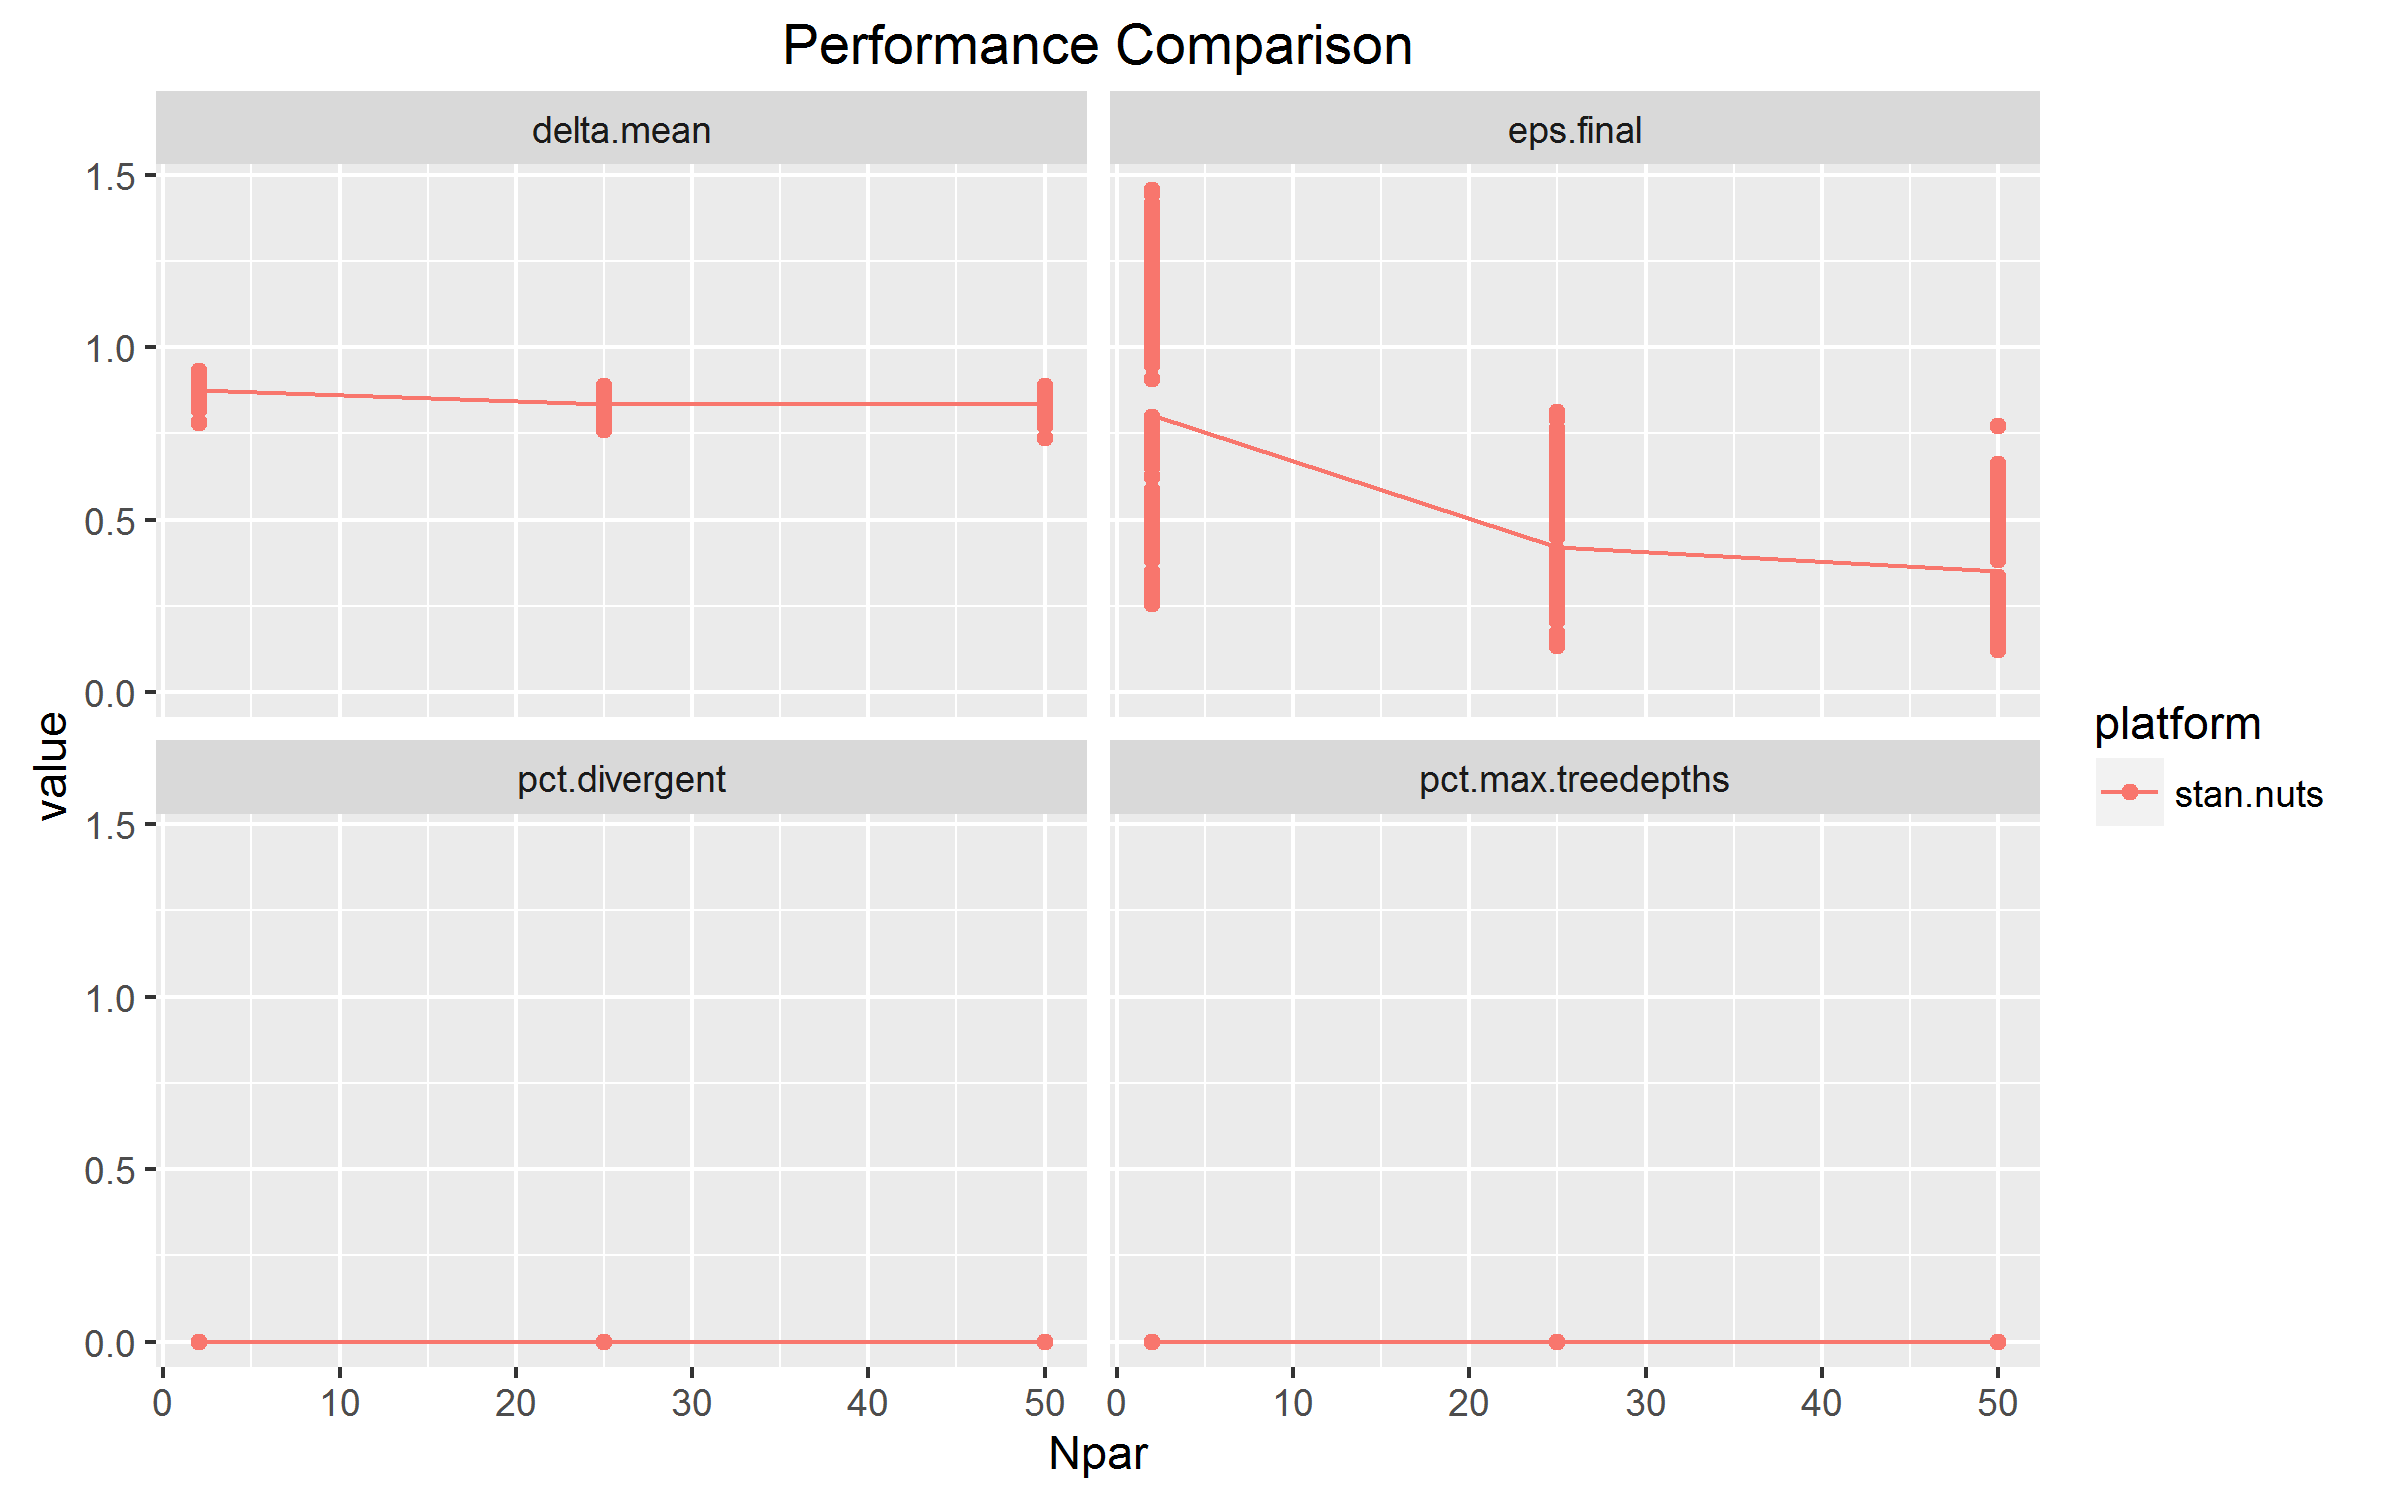 Performance Comparison
delta.mean
eps.final
1.5
1.0
0.5
0.0
pct.divergent
pct.max.treedepths
1.5
1.0
0.5
0.0
0 10 20 30 40 50
0 10 20 30 40 50
Npar
value
platform
stan.nuts